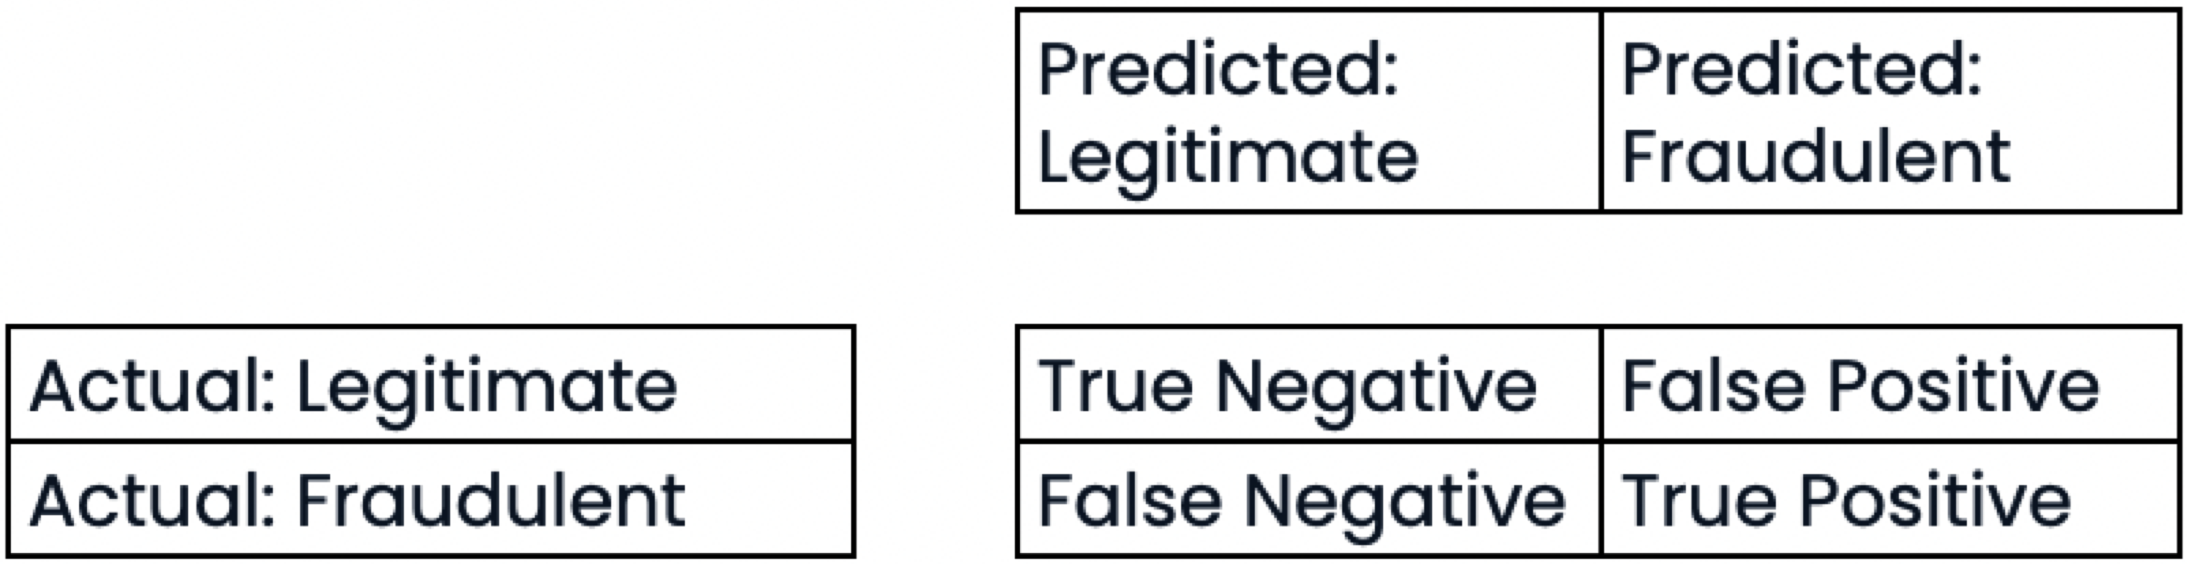 Predicted:
Legitimate
Predicted:
Fraudulent
Actual: Legitimate
True Negative
False Positive
Actual: Fraudulent
False Negative
True Positive